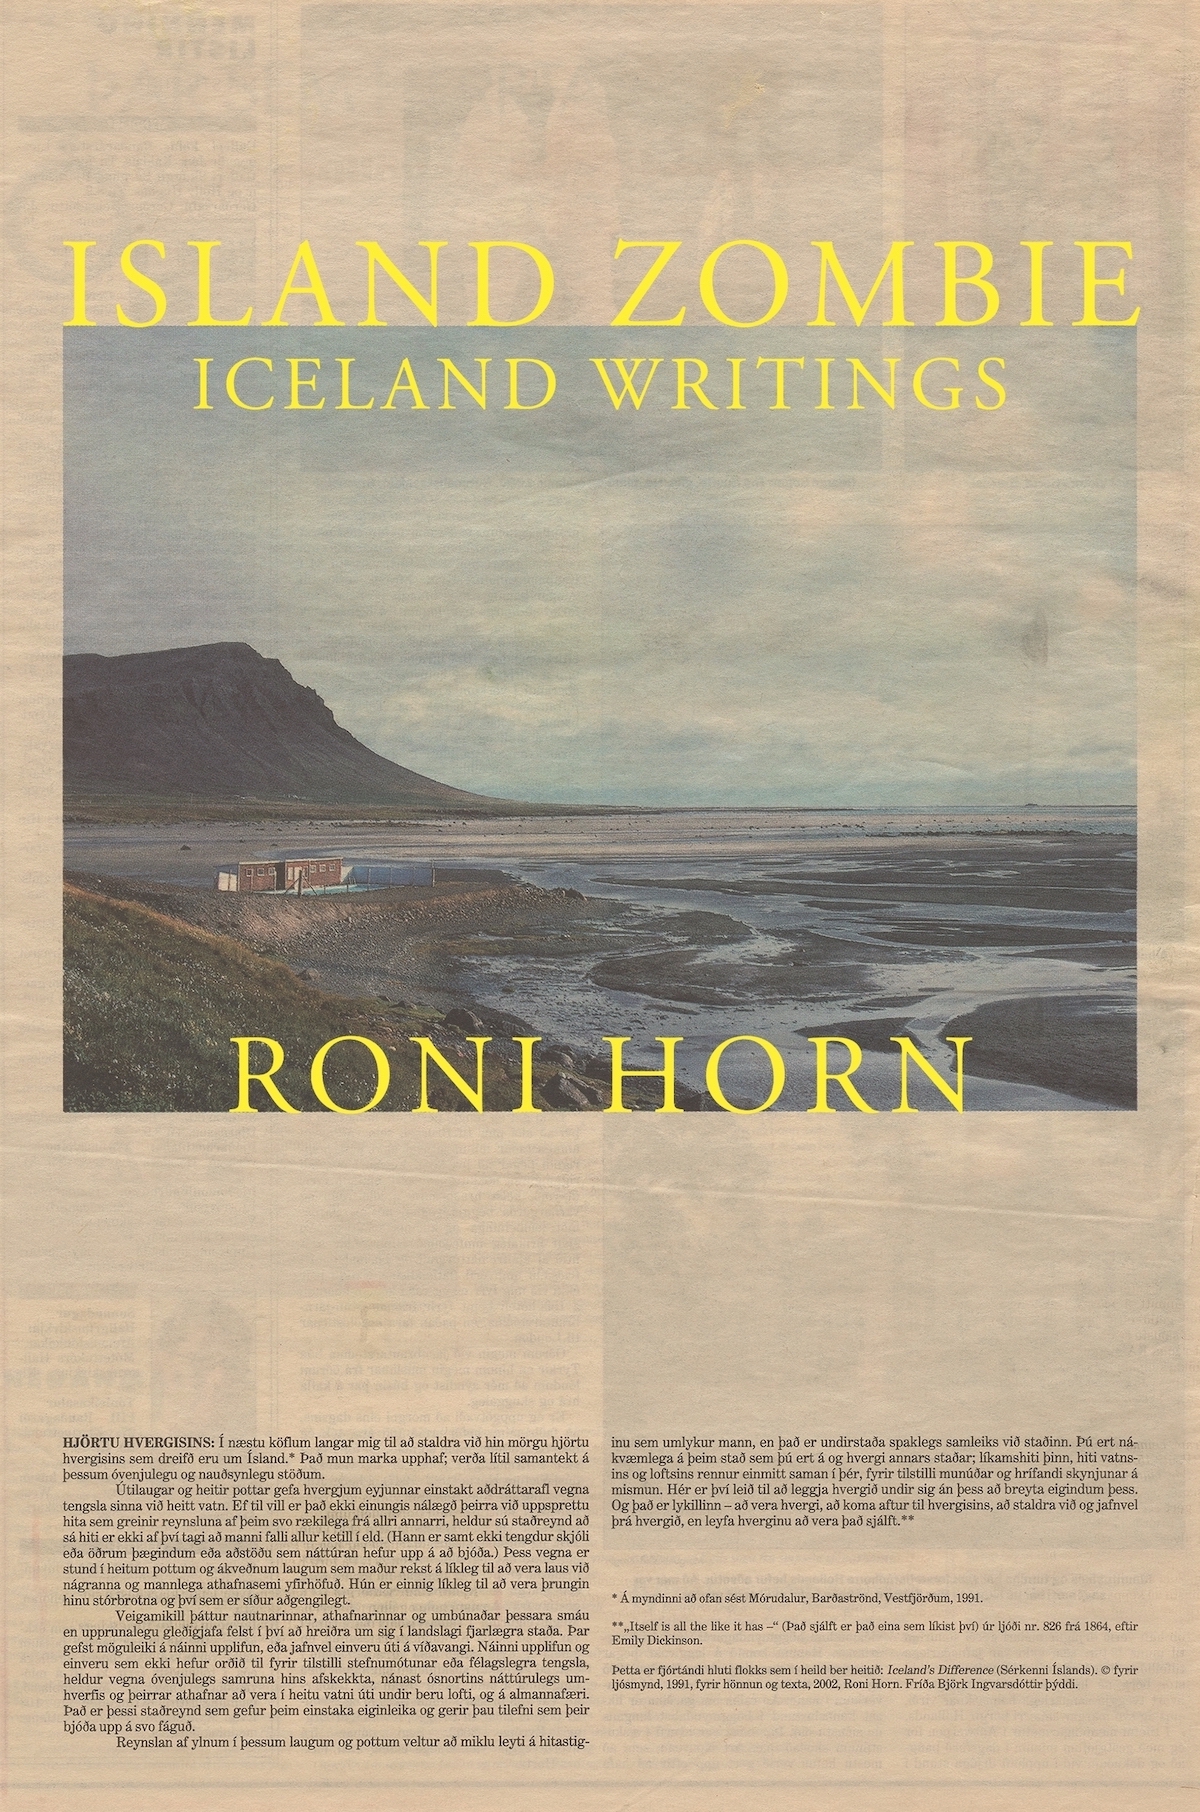 ISLAND ZOMBIE
ICELAND WRITINGS
RONI HORN
HJÖRTU HVERGISINS: Í næstu köflum langar mig til að staldra við hin mörgu hjörtu
hvergisins sem dreifð eru um Ísland.* Það mun marka upphaf; verða lítil samantekt á
þessum óvenjulegu og nauðsynlegu stöðum.
Útilaugar og heitir pottar gefa hvergjum eyjunnar einstakt aðdráttarafl vegna
tengsla sinna við heitt vatn. Ef til vill er það ekki einungis nálægð þeirra við uppsprettu
hita sem greinir reynsluna af þeim svo rækilega frá allri annarri, heldur sú staðreynd að
sá hiti er ekki af því tagi að manni falli allur ketill í eld. (Hann er samt ekki tengdur skjóli
eða öðrum þægindum eða aðstöðu sem náttúran hefur upp á að bjóða.) Þess vegna er
stund í heitum pottum og ákveðnum laugum sem maður rekst á líkleg til að vera laus við
nágranna og mannlega athafnasemi yfirhöfuð. Hún er einnig líkleg til að vera þrungin
hinu stórbrotna og því sem er síður aðgengilegt.
Veigamikill þáttur nautnarinnar, athafnarinnar og umbúnaðar þessara smáu
en upprunalegu gleðigjafa felst í því að hreiðra um sig í landslagi fjarlægra staða. Þar
gefst möguleiki á náinni upplifun, eða jafnvel einveru úti á víðavangi. Náinni upplifun og
einveru sem ekki hefur orðið til fyrir tilstilli stefnumótunar eða félagslegra tengsla,
heldur vegna óvenjulegs samruna hins afskekkta, nánast ósnortins náttúrulegs um-
hverfis og þeirrar athafnar að vera í heitu vatni úti undir beru lofti, og á almannafæri.
Það er þessi staðreynd sem gefur þeim einstaka eiginleika og gerir þau tilefni sem þeir
bjóða upp á svo fáguð.
Reynslan af ylnum í þessum laugum og pottum veltur að miklu leyti á hitastig-
inu sem umlykur mann, en það er undirstaða spaklegs samleiks við staðinn. Þú ert ná-
kvæmlega á þeim stað sem þú ert á og hvergi annars staðar; líkamshiti þinn, hiti vatns-
ins og loftsins rennur einmitt saman í þér, fyrir tilstilli munúðar og hrífandi skynjunar á
mismun. Hér er því leið til að leggja hvergið undir sig án þess að breyta eigindum þess.
Og það er lykillinn – að vera hvergi, að koma aftur til hvergisins, að staldra við og jafnvel
þrá hvergið, en leyfa hverginu að vera það sjálft.**
* Á myndinni að ofan sést Mórudalur, Barðaströnd, Vestfjörðum, 1991.
**„Itself is all the like it has –“ (Það sjálft er það eina sem líkist því) úr ljóði nr. 826 frá 1864, eftir
Emily Dickinson.
Þetta er fjórtándi hluti flokks sem í heild ber heitið: Iceland's Difference (Sérkenni Íslands). © fyrir
ljósmynd, 1991, fyrir hönnun og texta, 2002, Roni Horn. Fríða Björk Ingvarsdóttir þýddi.